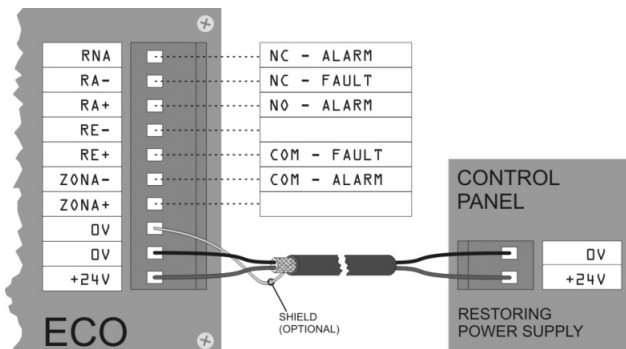 RNA NC - ALARM
RA- NC - FAULT
RA+ NO - ALARM
RE-
RE+ COM - FAULT
ZONA- COM - ALARM
ZONA+
0V
0V
+24V
ECO
SHIELD
(OPTIONAL)
CONTROL
PANEL
0V
+24V
RESTORING
POWER SUPPLY